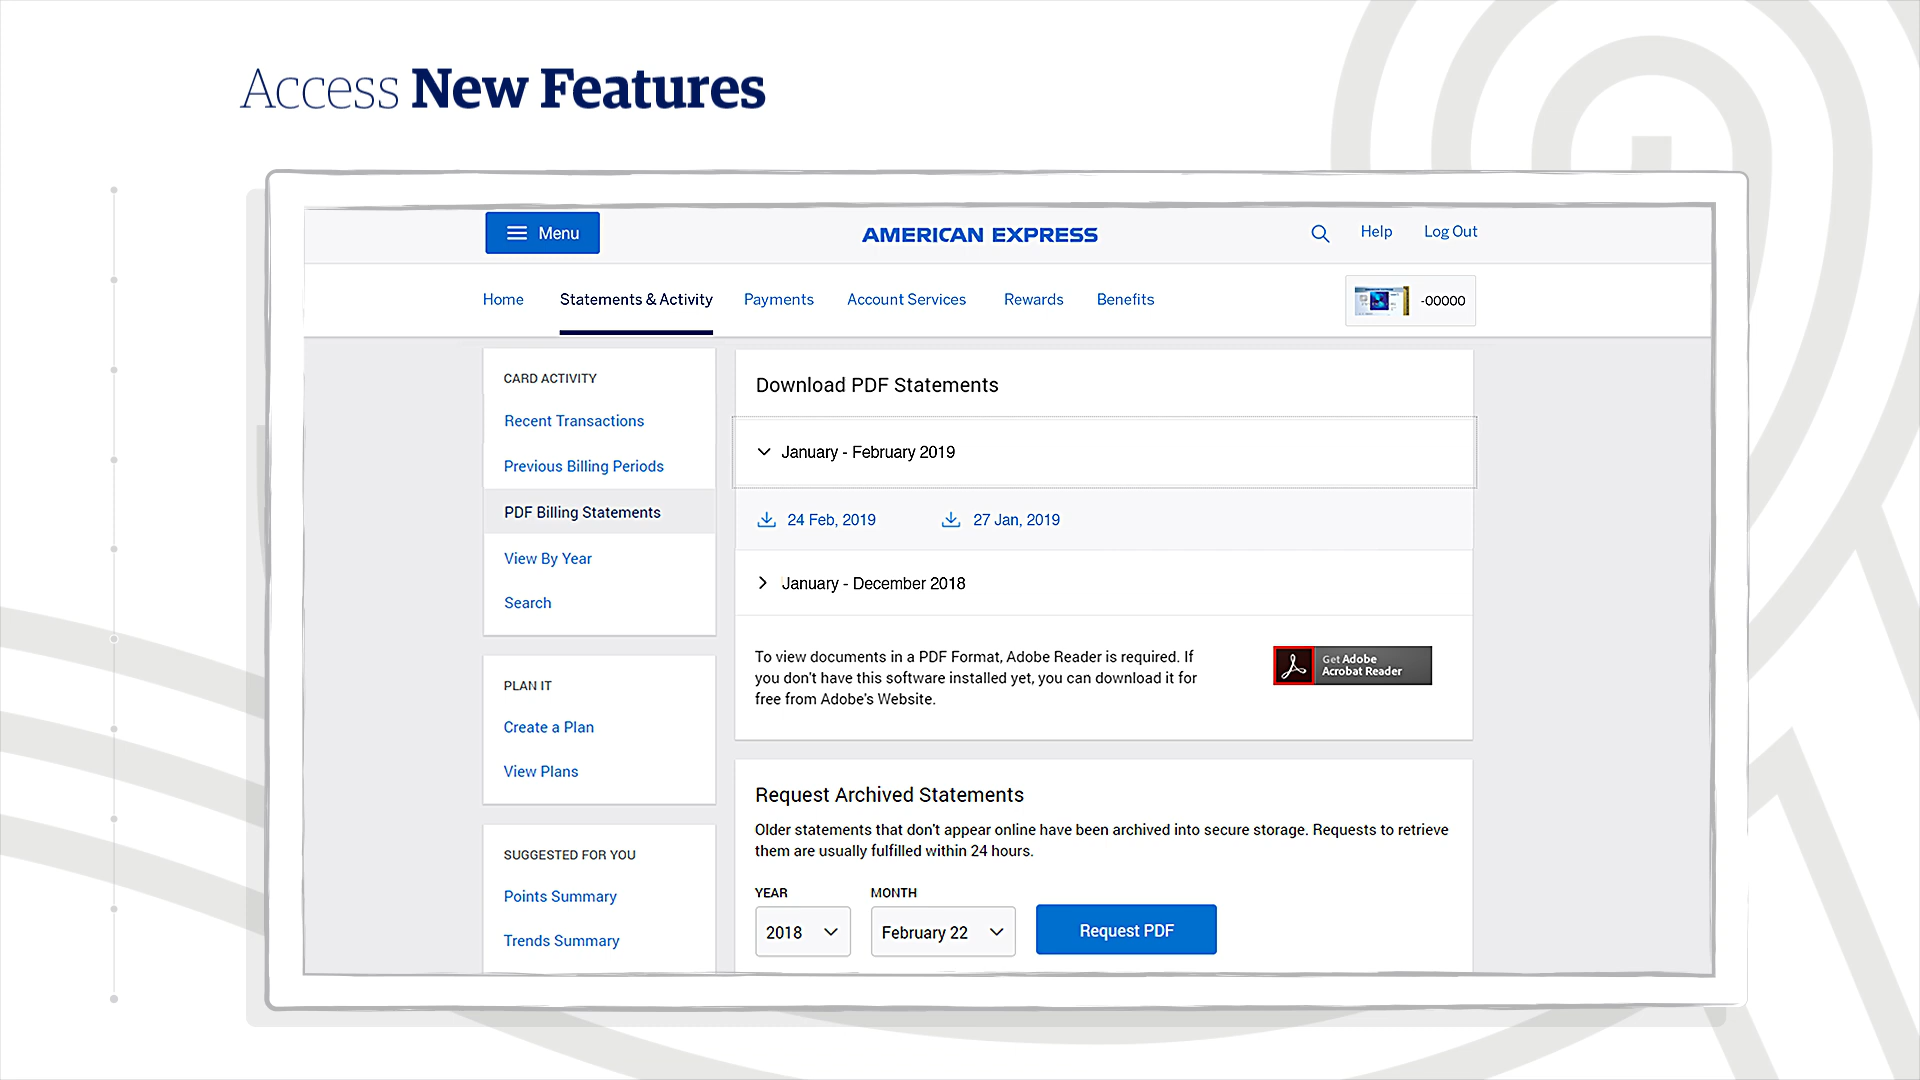 Access New Features
Menu
AMERICAN EXPRESS
Help
Log Out
Home
Statements & Activity
Payments
Account Services
Rewards
Benefits
-00000
CARD ACTIVITY
Recent Transactions
Previous Billing Periods
PDF Billing Statements
View By Year
Search
PLAN IT
Create a Plan
View Plans
SUGGESTED FOR YOU
Points Summary
Trends Summary
Download PDF Statements
January - February 2019
24 Feb, 2019
27 Jan, 2019
January - December 2018
To view documents in a PDF Format, Adobe Reader is required. If
you don't have this software installed yet, you can download it for
free from Adobe's Website.
Get Adobe
Acrobat Reader
Request Archived Statements
Older statements that don't appear online have been archived into secure storage. Requests to retrieve
them are usually fulfilled within 24 hours.
YEAR
MONTH
2018
February 22
Request PDF